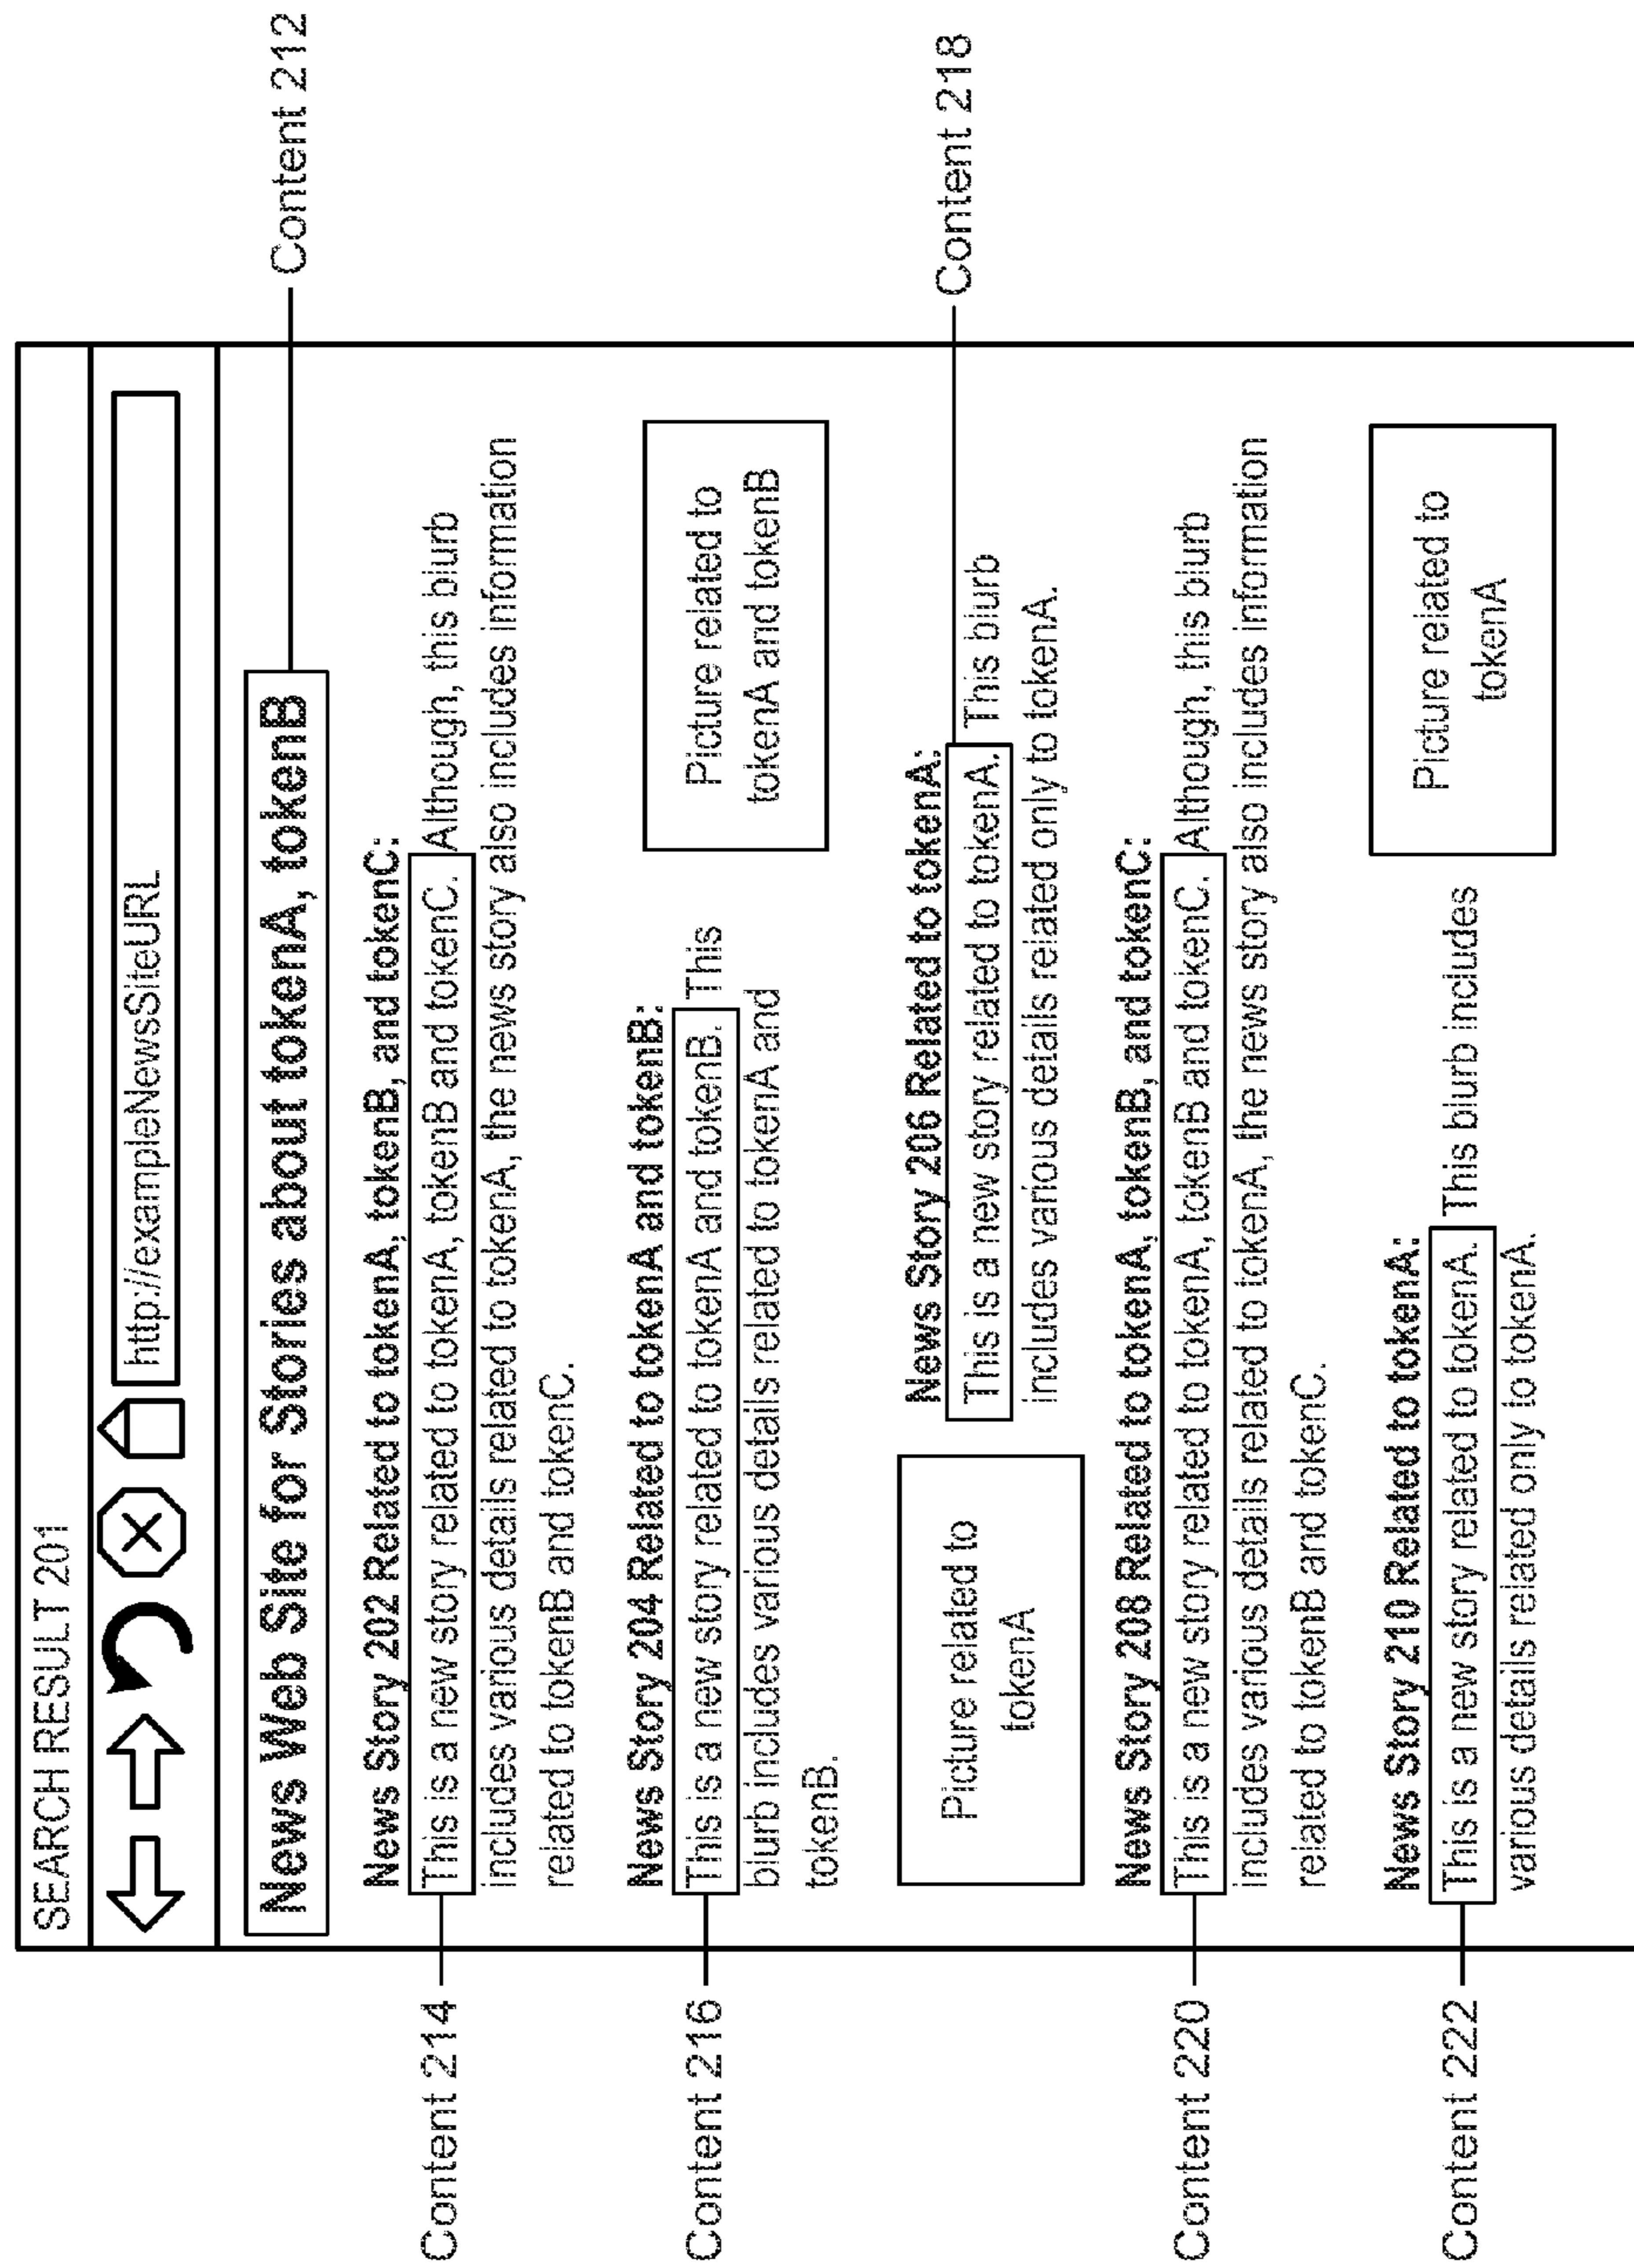 SEARCH RESULT 201
http://exampleNewsSiteURL
News Web Site for Stories about tokenA, tokenB
Content 212
News Story 202 Related to tokenA, tokenB, and tokenC:
Content 214
This is a new story related to tokenA, tokenB and tokenC. Although, this blurb
includes various details related to tokenA, the news story also includes information
related to tokenB and tokenC.
News Story 204 Related to tokenA and tokenB:
Content 216
This is a new story related to tokenA and tokenB. This
blurb includes various details related to tokenA and
tokenB.
Picture related to
tokenA and tokenB
Picture related to
tokenA
News Story 206 Related to tokenA:
Content 218
This is a new story related to tokenA. This blurb
includes various details related only to tokenA.
News Story 208 Related to tokenA, tokenB, and tokenC:
Content 220
This is a new story related to tokenA, tokenB and tokenC. Although, this blurb
includes various details related to tokenA, the news story also includes information
related to tokenB and tokenC.
News Story 210 Related to tokenA:
Content 222
This is a new story related to tokenA. This blurb includes
various details related only to tokenA.
Picture related to
tokenA